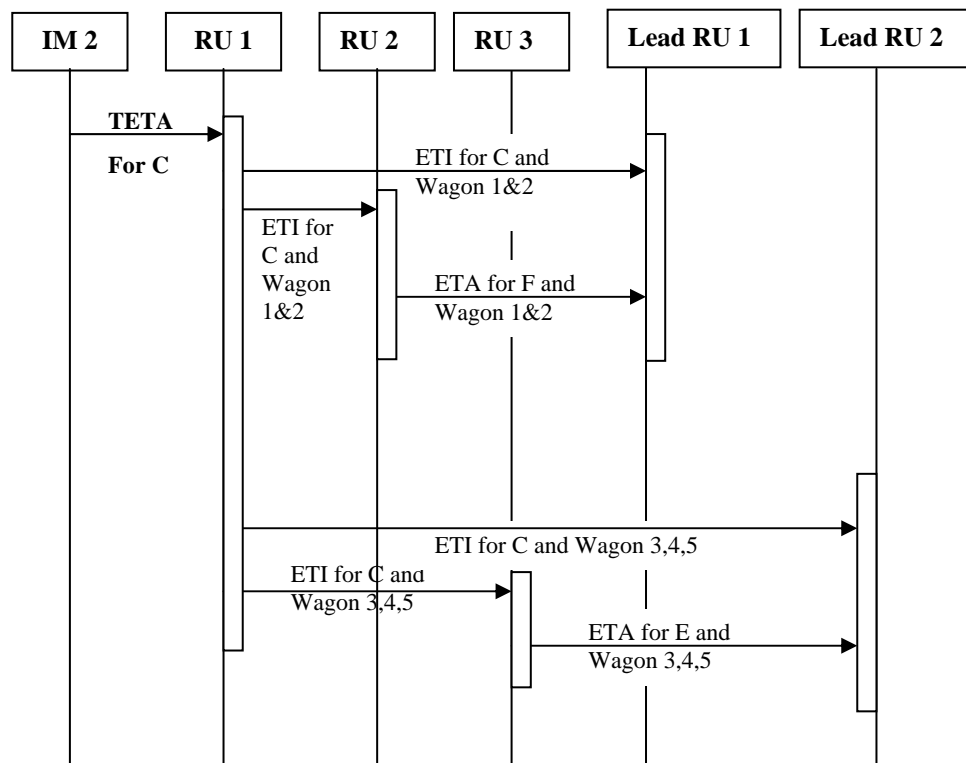 IM 2
RU 1
RU 2
RU 3
Lead RU 1
Lead RU 2
TETA
For C
ETI for C and
Wagon 1&2
ETI for
C and
Wagon
1&2
ETA for F and
Wagon 1&2
ETI for C and Wagon 3,4,5
ETI for C and
Wagon 3,4,5
ETA for E and
Wagon 3,4,5